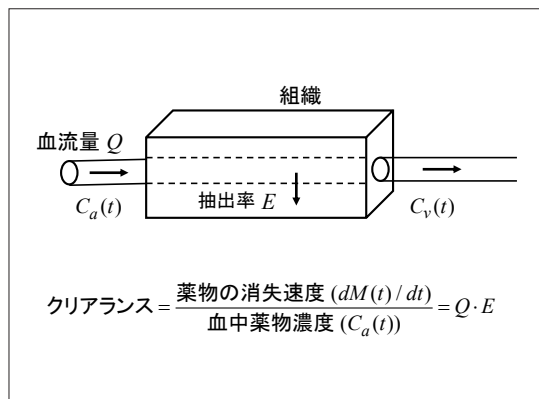 組織
血流量 Q
C_a(t)
抽出率 E
C_v(t)
クリアランス = 薬物の消失速度 (dM(t) / dt) / 血中薬物濃度 (C_a(t)) = Q · E